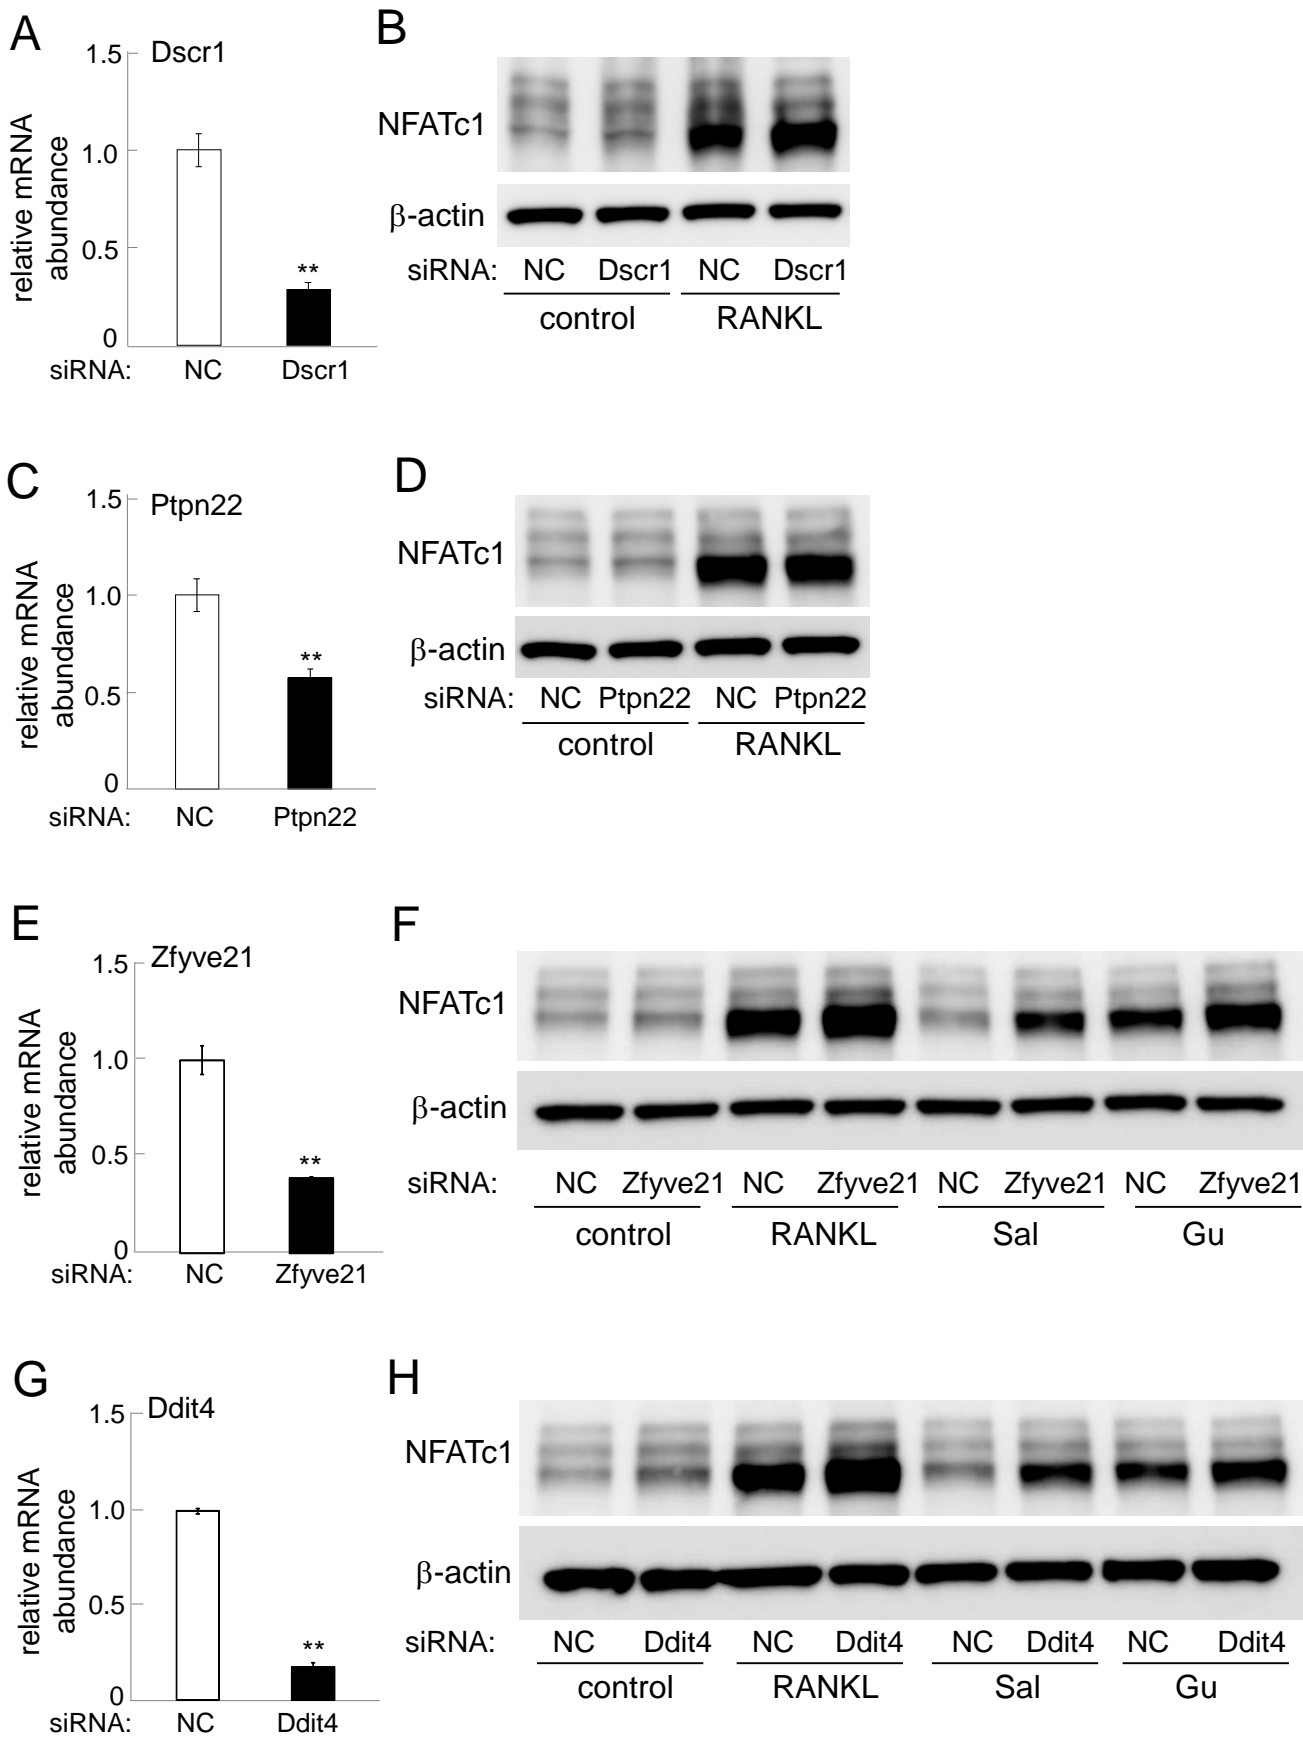 A
Dscr1
1.5
1.0
0.5
0
relative mRNA
abundance
**
siRNA: NC Dscr1
B
NFATc1
β-actin
siRNA: NC Dscr1 NC Dscr1
control RANKL
C
Ptpn22
1.5
1.0
0.5
0
relative mRNA
abundance
**
siRNA: NC Ptpn22
D
NFATc1
β-actin
siRNA: NC Ptpn22 NC Ptpn22
control RANKL
E
Zfyve21
1.5
1.0
0.5
0
relative mRNA
abundance
**
siRNA: NC Zfyve21
F
NFATc1
β-actin
siRNA: NC Zfyve21 NC Zfyve21 NC Zfyve21 NC Zfyve21
control RANKL Sal Gu
G
Ddit4
1.5
1.0
0.5
0
relative mRNA
abundance
**
siRNA: NC Ddit4
H
NFATc1
β-actin
siRNA: NC Ddit4 NC Ddit4 NC Ddit4 NC Ddit4
control RANKL Sal Gu